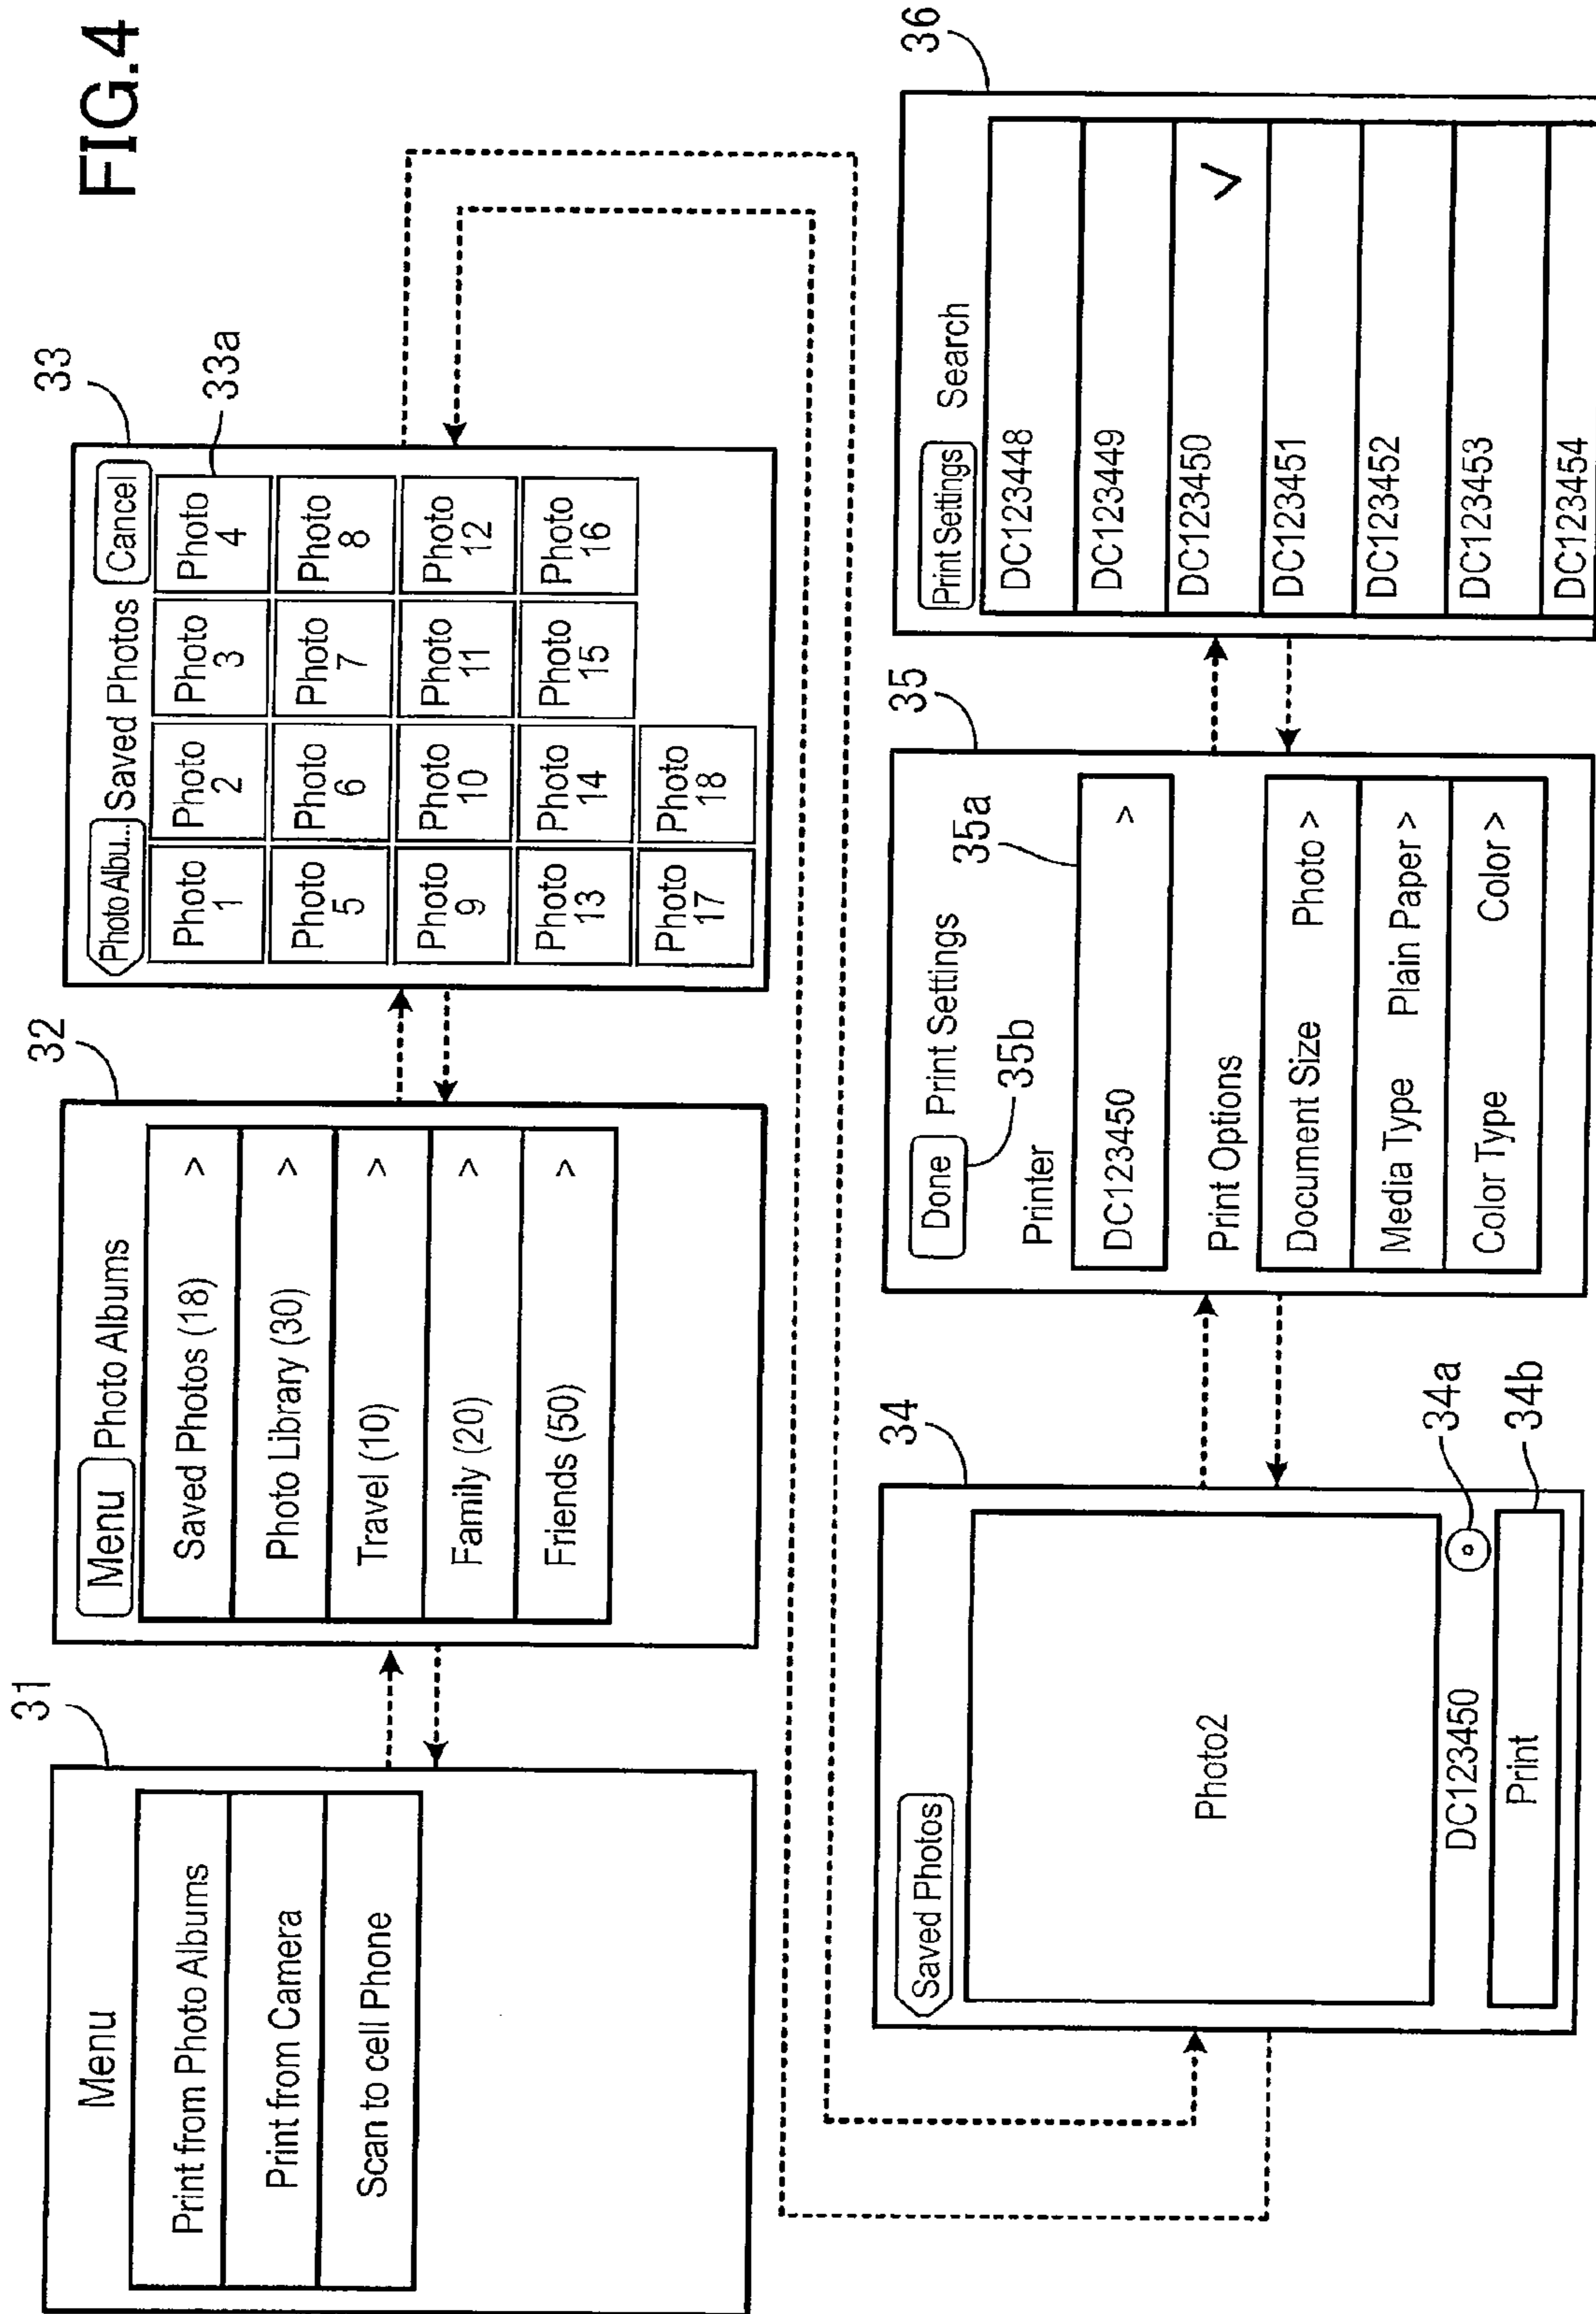 FIG.4
31
Menu
Print from Photo Albums
Print from Camera
Scan to cell Phone
32
Menu Photo Albums
Saved Photos (18) >
Photo Library (30) >
Travel (10) >
Family (20) >
Friends (50) >
33
Photo Albu... Saved Photos Cancel
33a
Photo 1 Photo 2 Photo 3 Photo 4
Photo 5 Photo 6 Photo 7 Photo 8
Photo 9 Photo 10 Photo 11 Photo 12
Photo 13 Photo 14 Photo 15 Photo 16
Photo 17 Photo 18
34
Saved Photos
Photo2
DC123450
34a
Print
34b
35
Done Print Settings
35b
Printer
35a
DC123450 >
Print Options
Document Size Photo >
Media Type Plain Paper >
Color Type Color >
36
Print Settings Search
DC123448
DC123449
DC123450
DC123451
DC123452
DC123453
DC123454